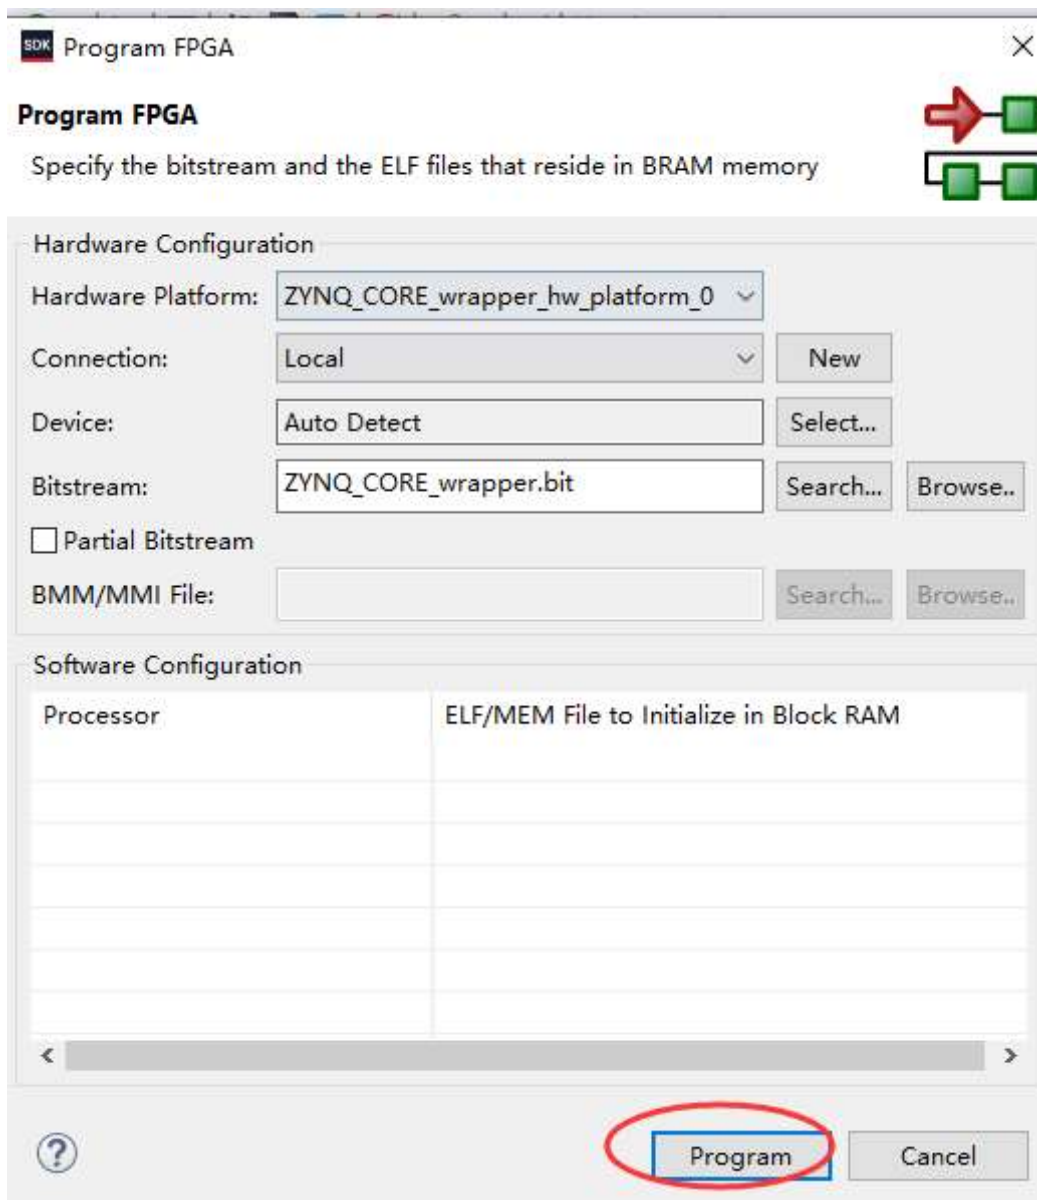 SDK Program FPGA
Program FPGA
Specify the bitstream and the ELF files that reside in BRAM memory
Hardware Configuration
Hardware Platform: ZYNQ_CORE_wrapper_hw_platform_0
Connection: Local New
Device: Auto Detect Select...
Bitstream: ZYNQ_CORE_wrapper.bit Search... Browse..
Partial Bitstream
BMM/MMI File: Search... Browse..
Software Configuration
Processor ELF/MEM File to Initialize in Block RAM
? Program Cancel